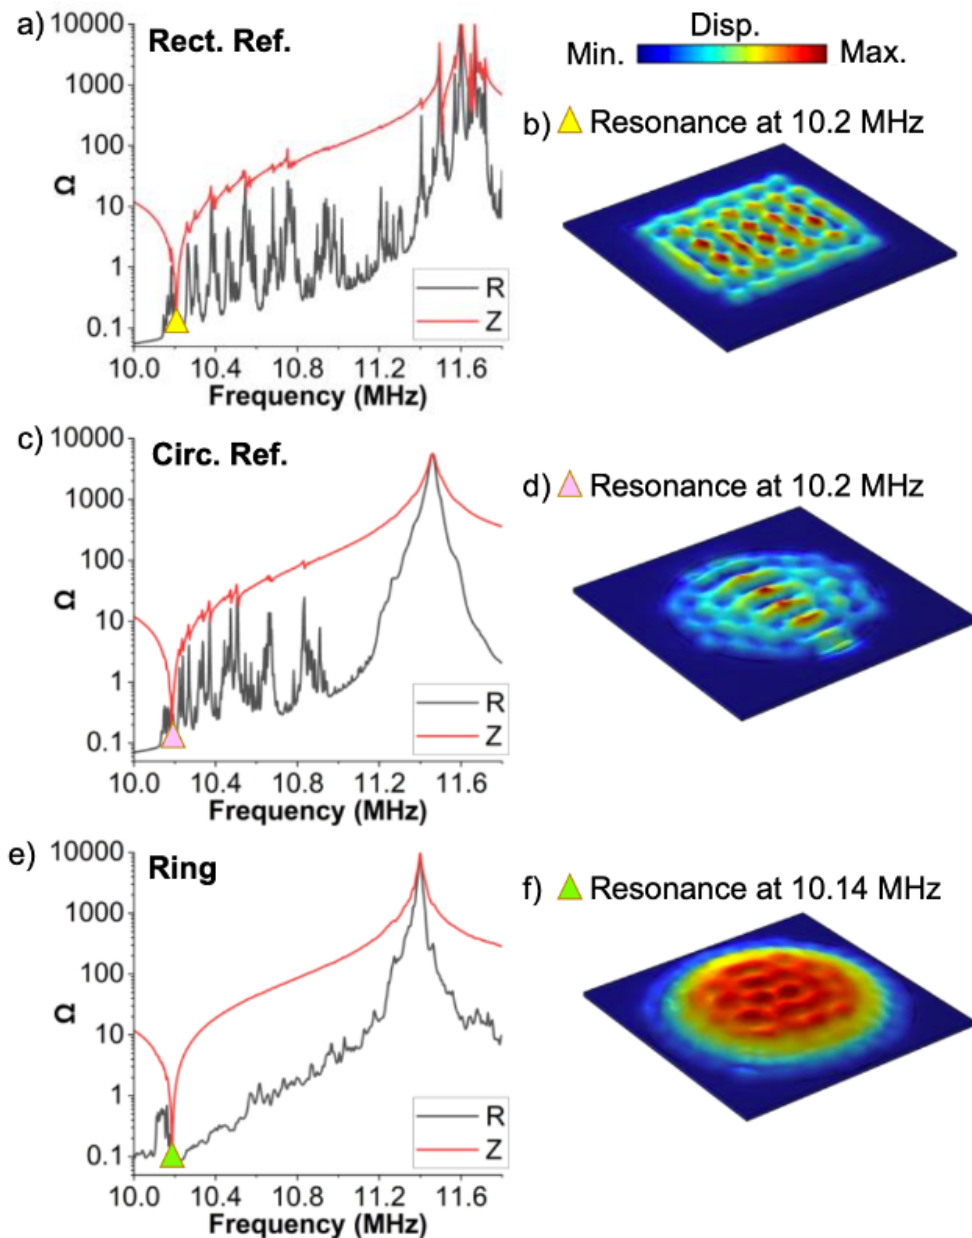 a)
Rect. Ref.
10000
1000
100
10
1
0.1
Ω
R
Z
10.0 10.4 10.8 11.2 11.6
Frequency (MHz)
Disp.
Min. Max.
b) Resonance at 10.2 MHz
c)
Circ. Ref.
10000
1000
100
10
1
0.1
Ω
R
Z
10.0 10.4 10.8 11.2 11.6
Frequency (MHz)
d) Resonance at 10.2 MHz
e)
Ring
10000
1000
100
10
1
0.1
Ω
R
Z
10.0 10.4 10.8 11.2 11.6
Frequency (MHz)
f) Resonance at 10.14 MHz